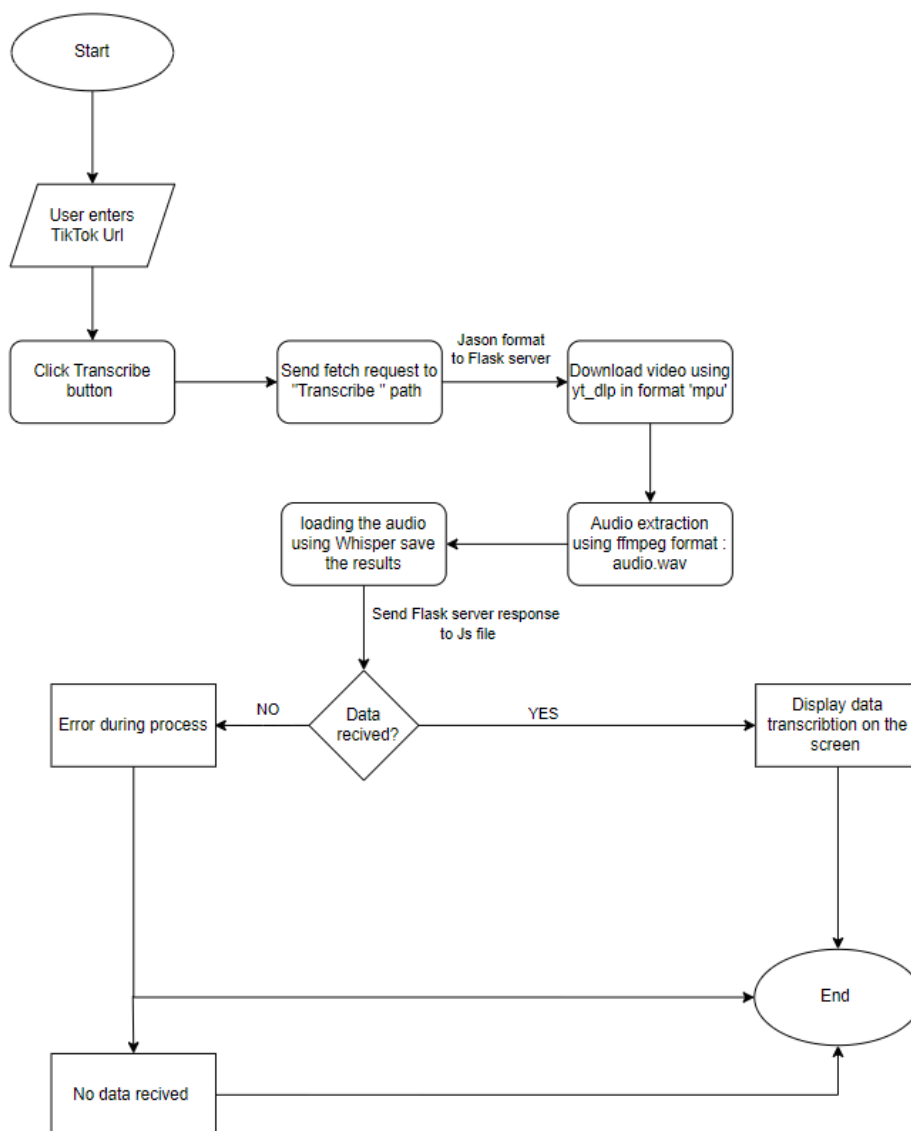 Start
User enters
TikTok Url
Click Transcribe
button
Send fetch request to
"Transcribe " path
Jason format
to Flask server
Download video using
yt_dlp in format 'mpu'
Audio extraction
using ffmpeg format :
audio.wav
loading the audio
using Whisper save
the results
Send Flask server response
to Js file
Data
recived?
NO
Error during process
YES
Display data
transcribtion on the
screen
End
No data recived